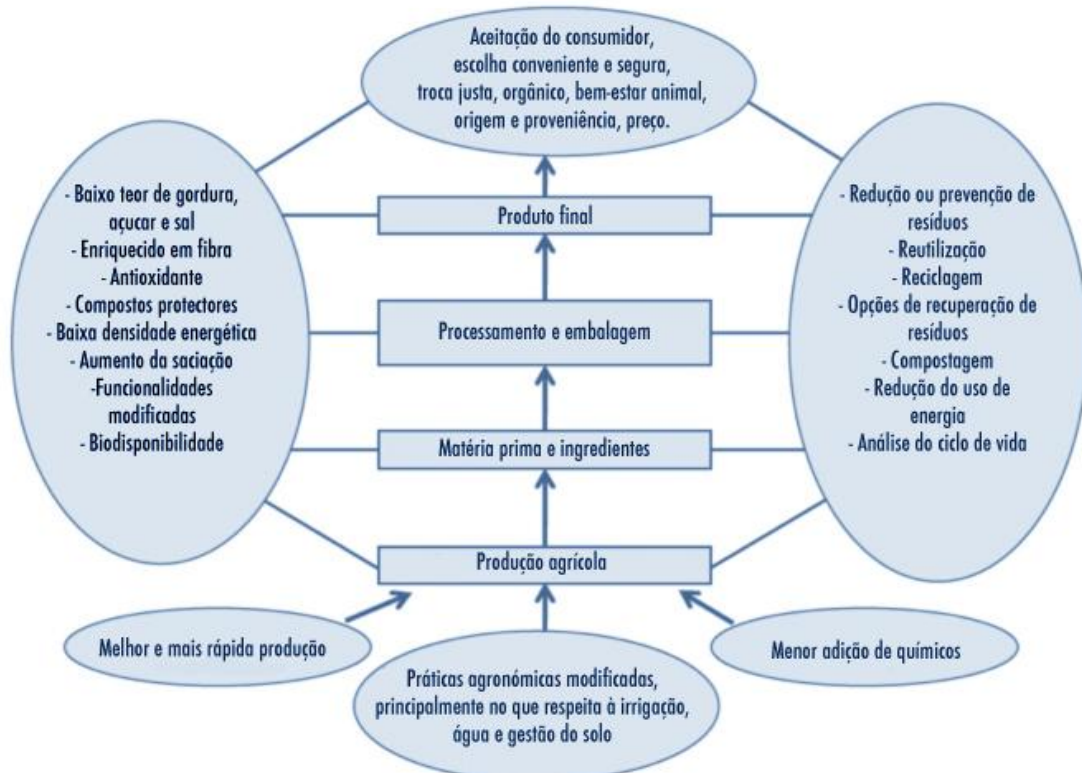 Aceitação do consumidor,
escolha conveniente e segura,
troca justa, orgânico, bem-estar animal,
origem e proveniência, preço.
- Baixo teor de gordura,
açucar e sal
- Enriquecido em fibra
- Antioxidante
- Compostos protectores
- Baixa densidade energética
- Aumento da saciação
-Funcionalidades
modificadas
- Biodisponibilidade
Produto final
Processamento e embalagem
Matéria prima e ingredientes
Produção agrícola
- Redução ou prevenção de
resíduos
- Reutilização
- Reciclagem
- Opções de recuperação de
resíduos
- Compostagem
- Redução do uso de
energia
- Análise do ciclo de vida
Melhor e mais rápida produção
Práticas agronómicas modificadas,
principalmente no que respeita à irrigação,
água e gestão do solo
Menor adição de químicos